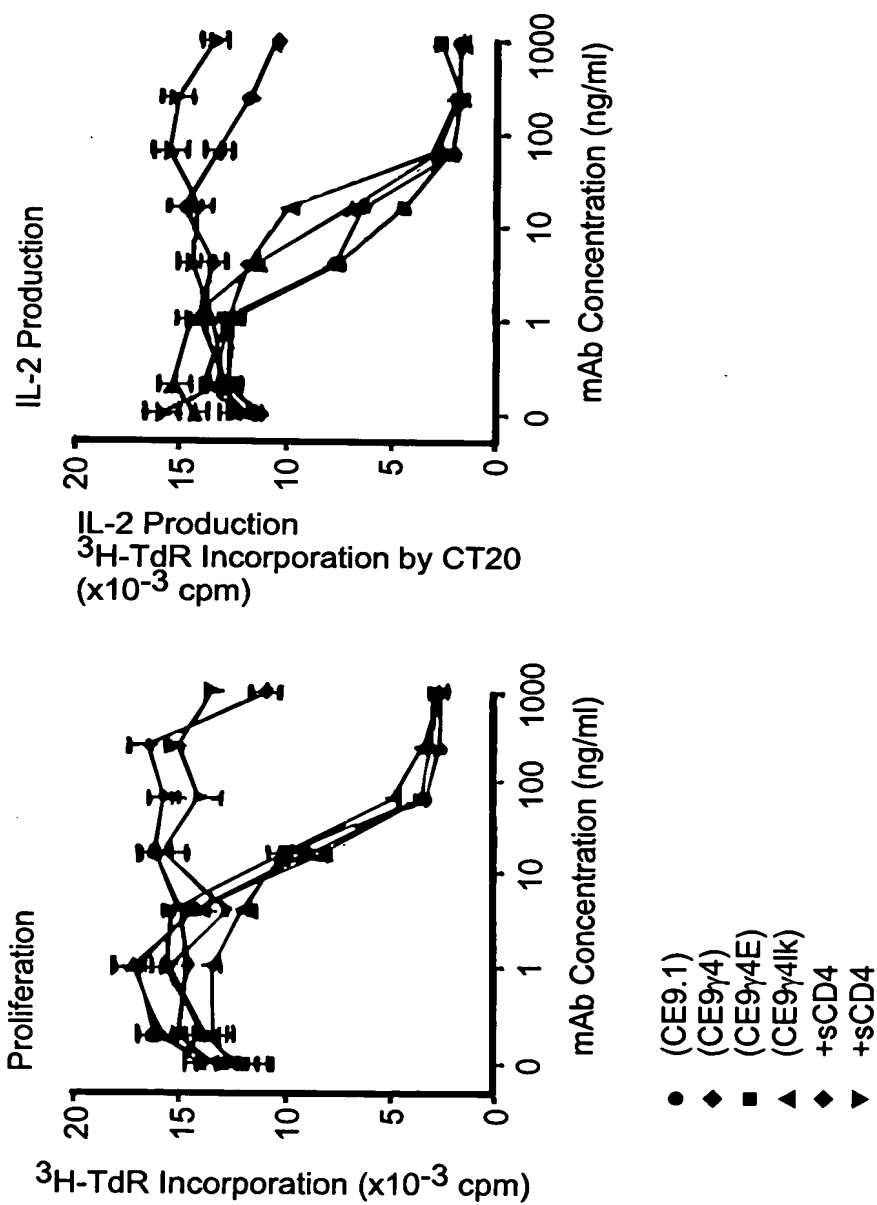 Proliferation
³H-TdR Incorporation (x10⁻³ cpm)
20
15
10
5
0
0 1 10 100 1000
mAb Concentration (ng/ml)
IL-2 Production
IL-2 Production
³H-TdR Incorporation by CT20
(x10⁻³ cpm)
20
15
10
5
0
0 1 10 100 1000
mAb Concentration (ng/ml)
(CE9.1)
(CE9γ4)
(CE9γ4E)
(CE9γ4lk)
+sCD4
+sCD4